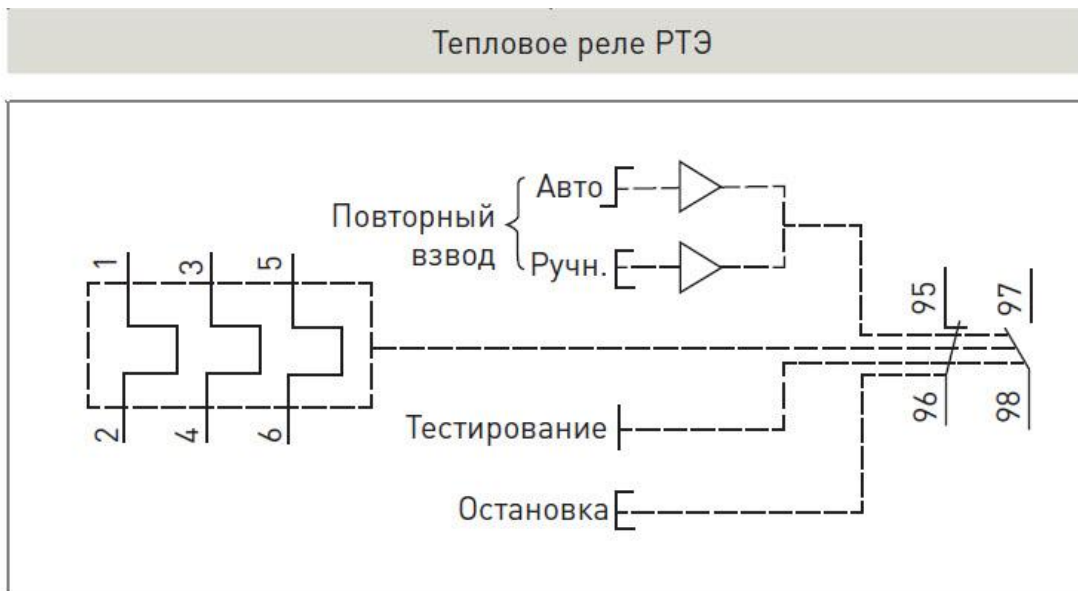 Тепловое реле РТЭ
Авто
Повторный
взвод
Ручн.
1
3
5
95
97
2
4
6
Тестирование
96
98
Остановка